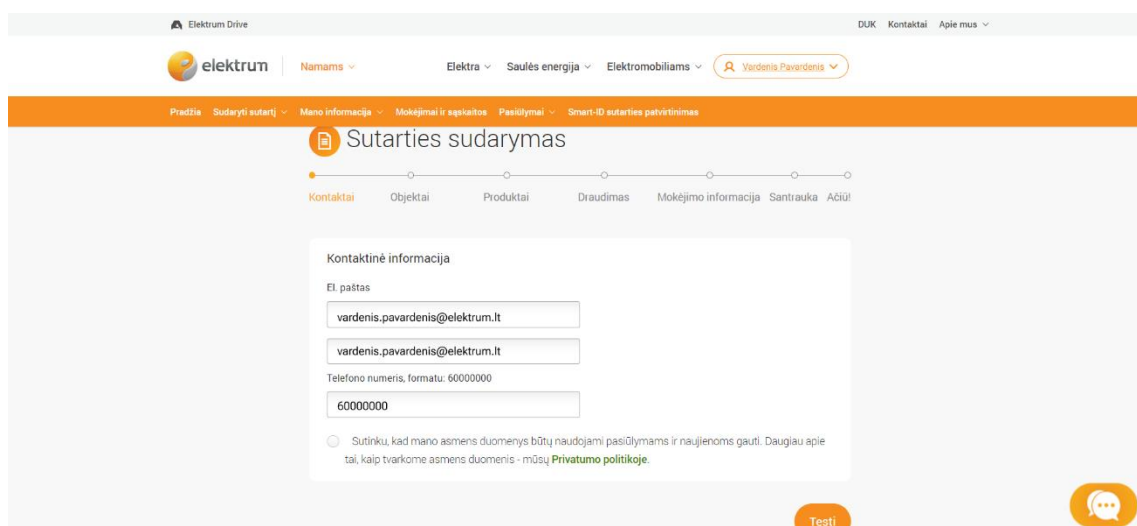 Elektrum Drive
DUK Kontaktai Apie mus
elektrum
Namams
Elektra Saulės energija Elektromobiliams Vardenis Pavardenis
Pradžia Sudaryti sutartį Mano informacija Mokėjimai ir sąskaitos Pasiūlymai Smart-ID sutarties patvirtinimas
Sutarties sudarymas
Kontaktai Objektai Produktai Draudimas Mokėjimo informacija Santrauka Ačiū!
Kontaktinė informacija
El. paštas
vardenis.pavardenis@elektrum.lt
vardenis.pavardenis@elektrum.lt
Telefono numeris, formatu: 60000000
60000000
Sutinku, kad mano asmens duomenys būtų naudojami pasiūlymams ir naujienoms gauti. Daugiau apie
tai, kaip tvarkome asmens duomenis - mūsų Privatumo politikoje.
Tęsti